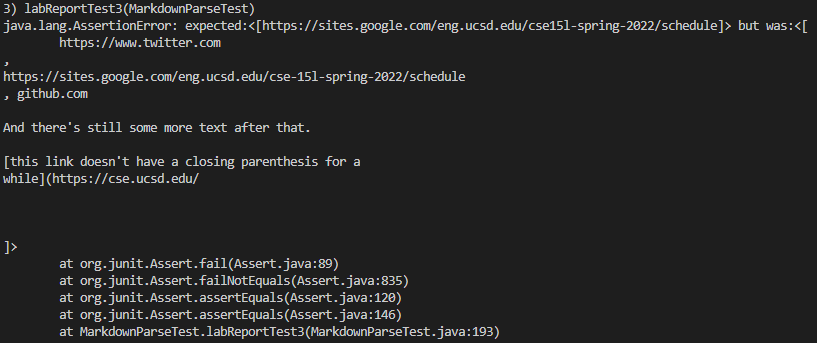 3) labReportTest3(MarkdownParseTest)
java.lang.AssertionError: expected:<[https://sites.google.com/eng.ucsd.edu/cse15l-spring-2022/schedule]> but was:<[
https://www.twitter.com
,
https://sites.google.com/eng.ucsd.edu/cse-15l-spring-2022/schedule
, github.com
And there's still some more text after that.
[this link doesn't have a closing parenthesis for a
while](https://cse.ucsd.edu/
]>
at org.junit.Assert.fail(Assert.java:89)
at org.junit.Assert.failNotEquals(Assert.java:835)
at org.junit.Assert.assertEquals(Assert.java:120)
at org.junit.Assert.assertEquals(Assert.java:146)
at MarkdownParseTest.labReportTest3(MarkdownParseTest.java:193)